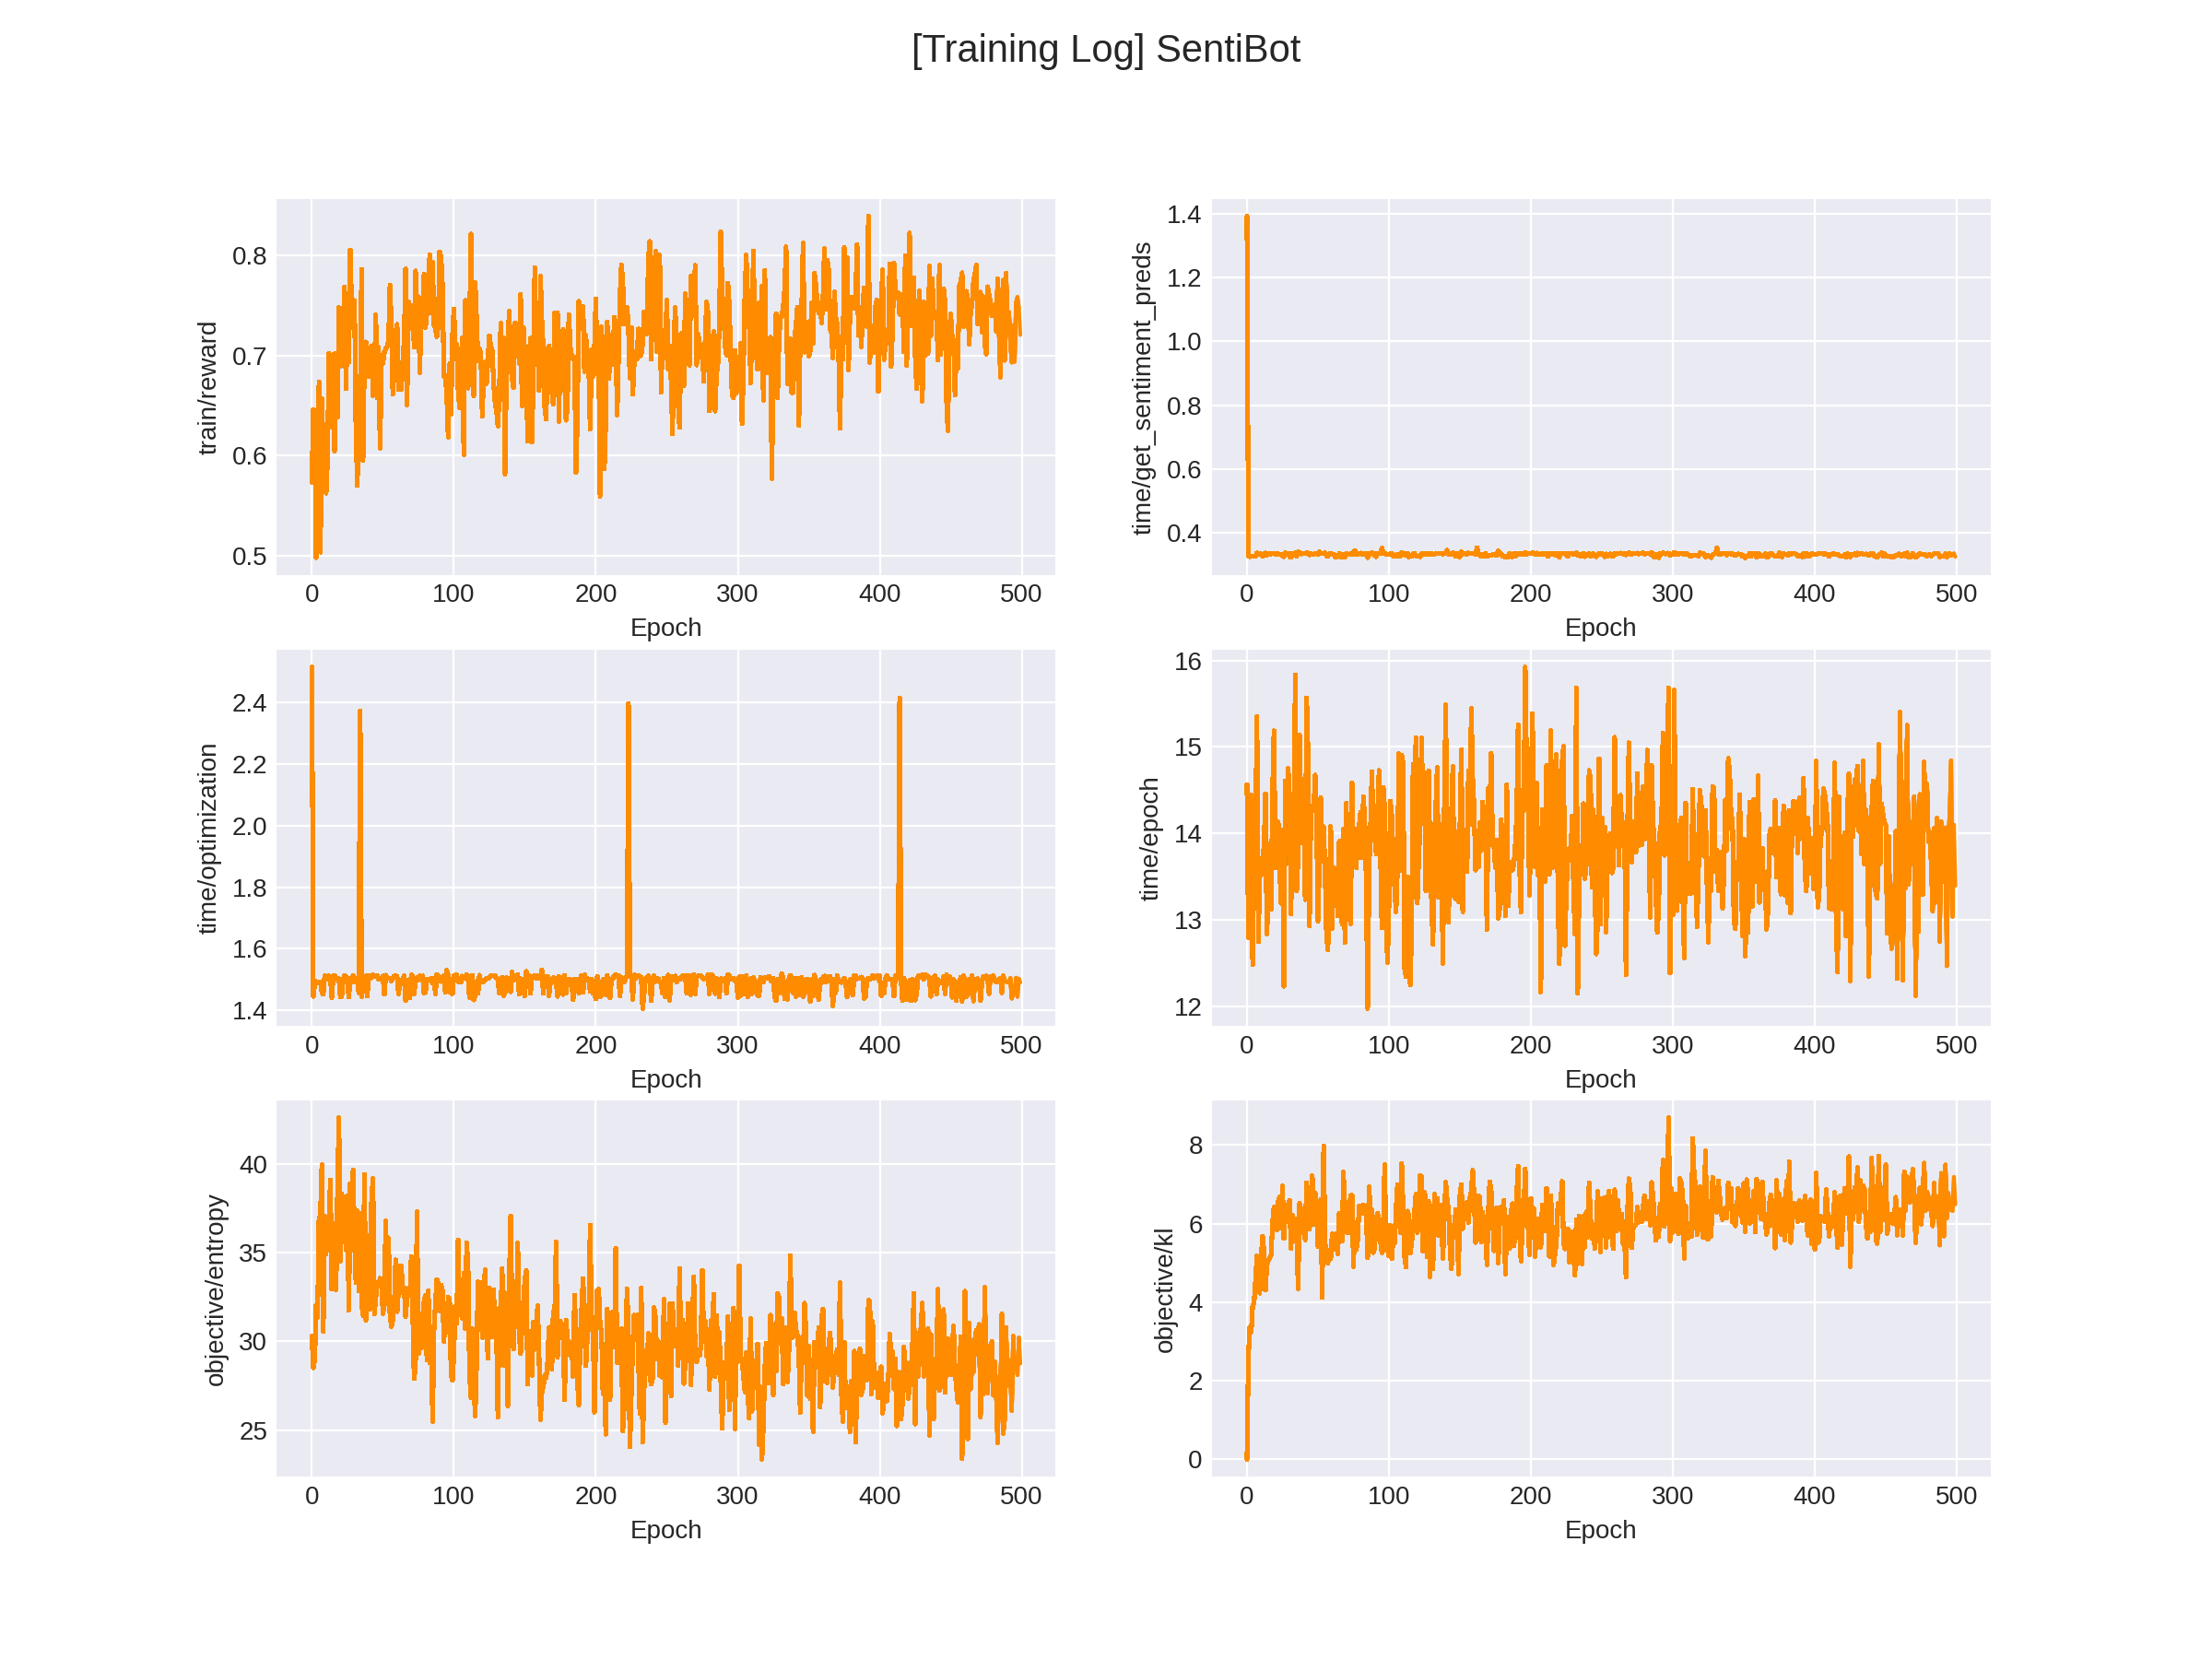 [Training Log] SentiBot
train/reward
0.8
0.7
0.6
0.5
0 100 200 300 400 500
Epoch
time/get_sentiment_preds
1.4
1.2
1.0
0.8
0.6
0.4
0 100 200 300 400 500
Epoch
time/optimization
2.4
2.2
2.0
1.8
1.6
1.4
0 100 200 300 400 500
Epoch
time/epoch
16
15
14
13
12
0 100 200 300 400 500
Epoch
objective/entropy
40
35
30
25
0 100 200 300 400 500
Epoch
objective/kl
8
6
4
2
0
0 100 200 300 400 500
Epoch